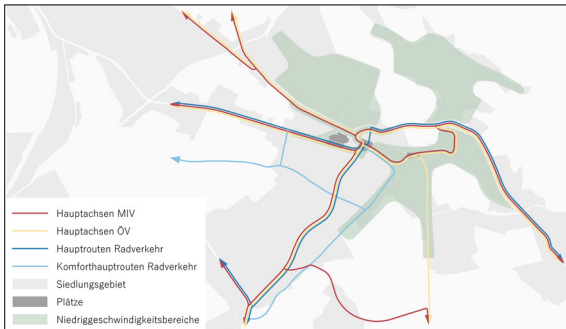 Hauptachsen MIV
Hauptachsen ÖV
Hauptrouten Radverkehr
Komforthauptrouten Radverkehr
Siedlungsgebiet
Plätze
Niedriggeschwindigkeitsbereiche